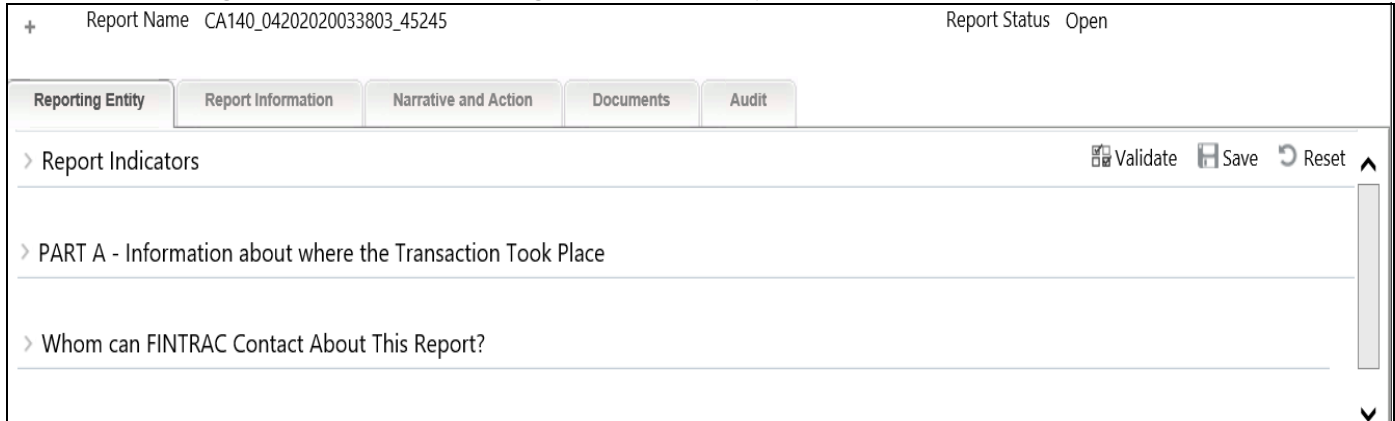 Report Name CA140_04202020033803_45245 Report Status Open
Reporting Entity Report Information Narrative and Action Documents Audit
Report Indicators Validate Save Reset
PART A - Information about where the Transaction Took Place
Whom can FINTRAC Contact About This Report?